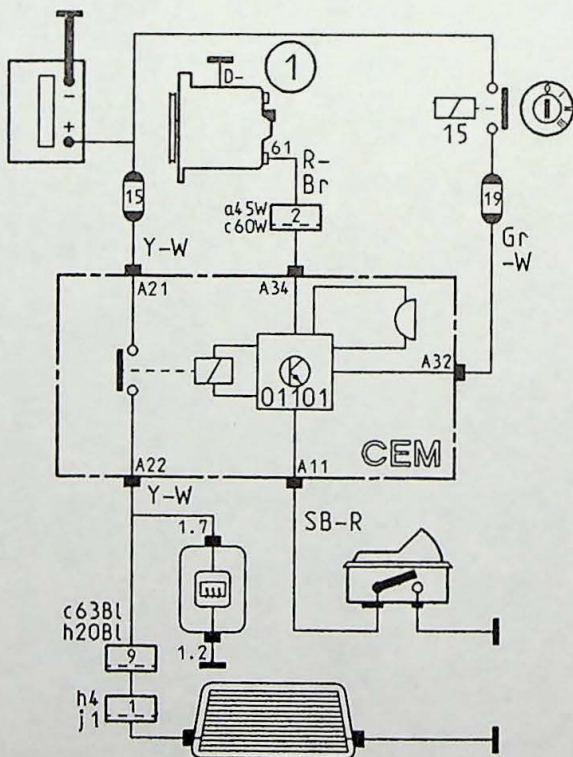 D-
1
-
+
61
R-
Br
15
15
a45W
c60W
2
19
Y-W
Gr
-W
A21
A34
A32
01101
CEM
A22
A11
Y-W
SB-R
1.7
c63Bl
h20Bl
9
1.2
h4
j1
1